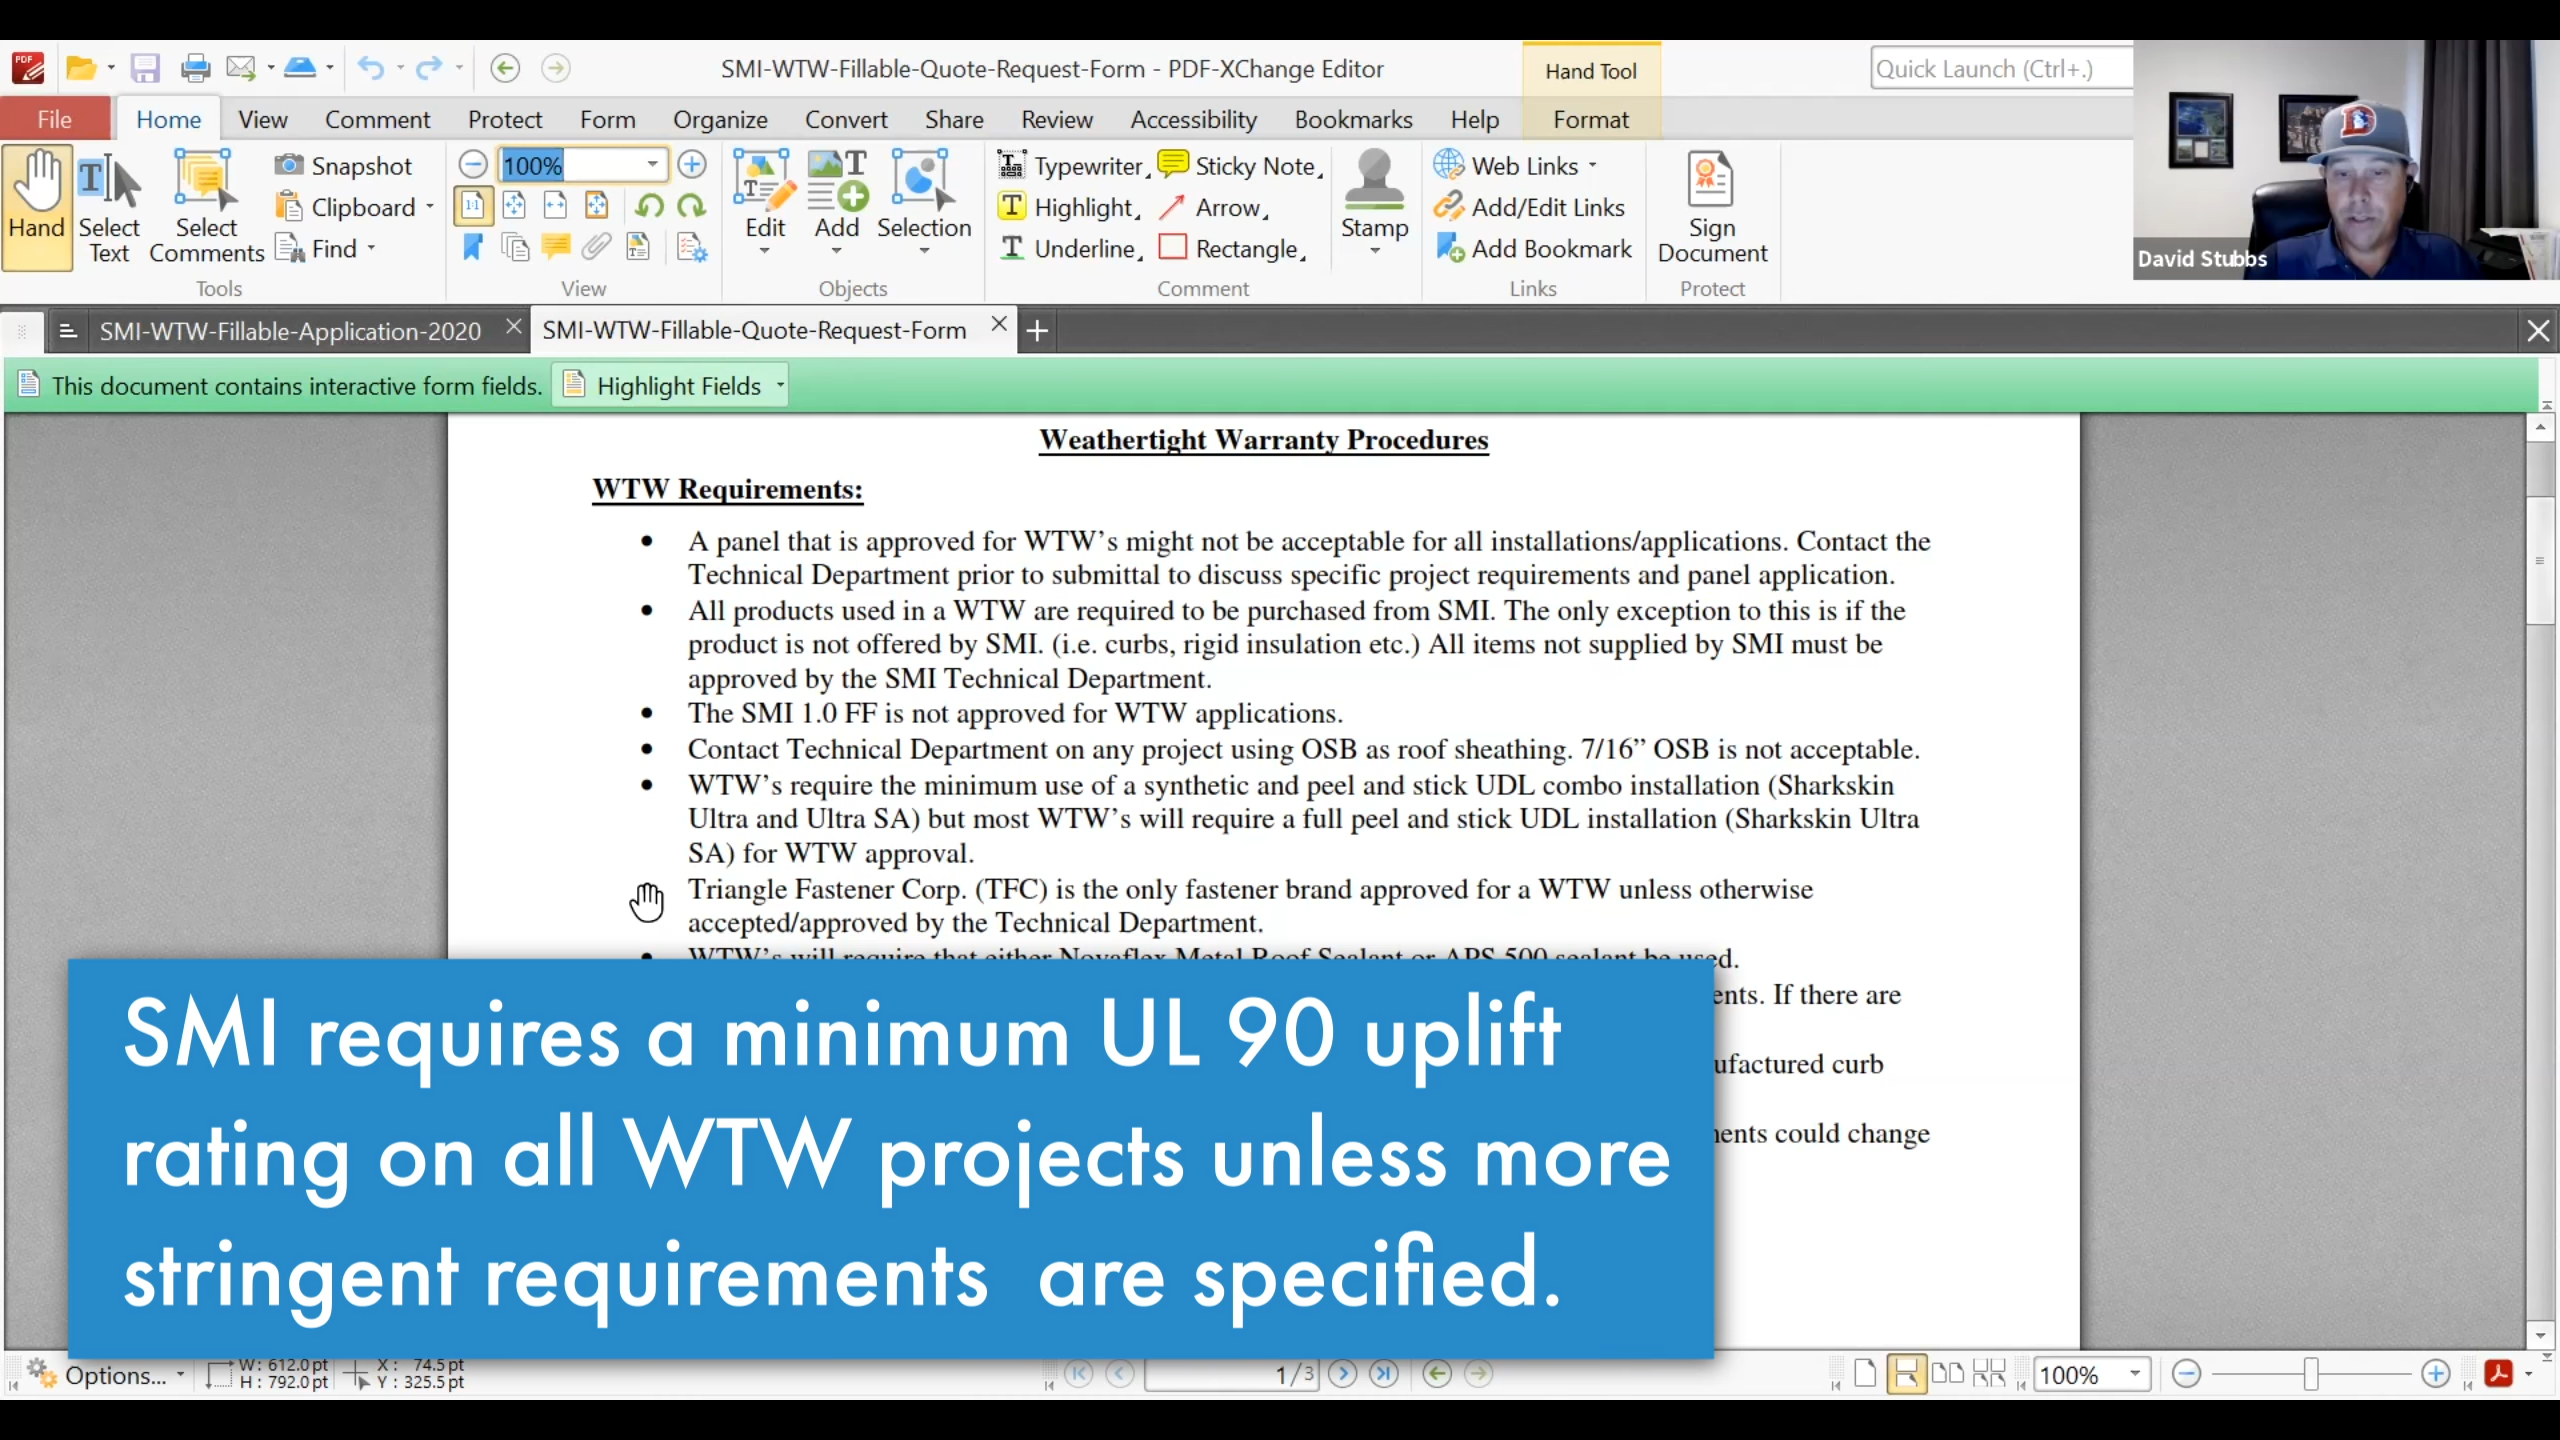 SMI-WTW-Fillable-Quote-Request-Form - PDF-XChange Editor
Hand Tool
Quick Launch (Ctrl+.)
File Home View Comment Protect Form Organize Convert Share Review Accessibility Bookmarks Help Format
Hand
Select Text
Select Comments
Snapshot
Clipboard
Find
Tools
100%
View
Edit
Add
Selection
Objects
Typewriter Sticky Note
Highlight Arrow
Underline Rectangle
Comment
Stamp
Web Links
Add/Edit Links
Add Bookmark
Links
Sign Document
Protect
David Stubbs
SMI-WTW-Fillable-Application-2020
SMI-WTW-Fillable-Quote-Request-Form
This document contains interactive form fields. Highlight Fields
Weathertight Warranty Procedures
WTW Requirements:
• A panel that is approved for WTW's might not be acceptable for all installations/applications. Contact the
Technical Department prior to submittal to discuss specific project requirements and panel application.
• All products used in a WTW are required to be purchased from SMI. The only exception to this is if the
product is not offered by SMI. (i.e. curbs, rigid insulation etc.) All items not supplied by SMI must be
approved by the SMI Technical Department.
• The SMI 1.0 FF is not approved for WTW applications.
• Contact Technical Department on any project using OSB as roof sheathing. 7/16” OSB is not acceptable.
• WTW's require the minimum use of a synthetic and peel and stick UDL combo installation (Sharkskin
Ultra and Ultra SA) but most WTW's will require a full peel and stick UDL installation (Sharkskin Ultra
SA) for WTW approval.
Triangle Fastener Corp. (TFC) is the only fastener brand approved for a WTW unless otherwise
accepted/approved by the Technical Department.
• WTW's will require that either Novaflex Metal Roof Sealant or APS 500 sealant be used.
If there are
curb
could change
SMI requires a minimum UL 90 uplift
rating on all WTW projects unless more
stringent requirements  are specified.
Options...
W: 612.0 pt
H: 792.0 pt
X: 74.5 pt
Y: 325.5 pt
1 / 3
100%